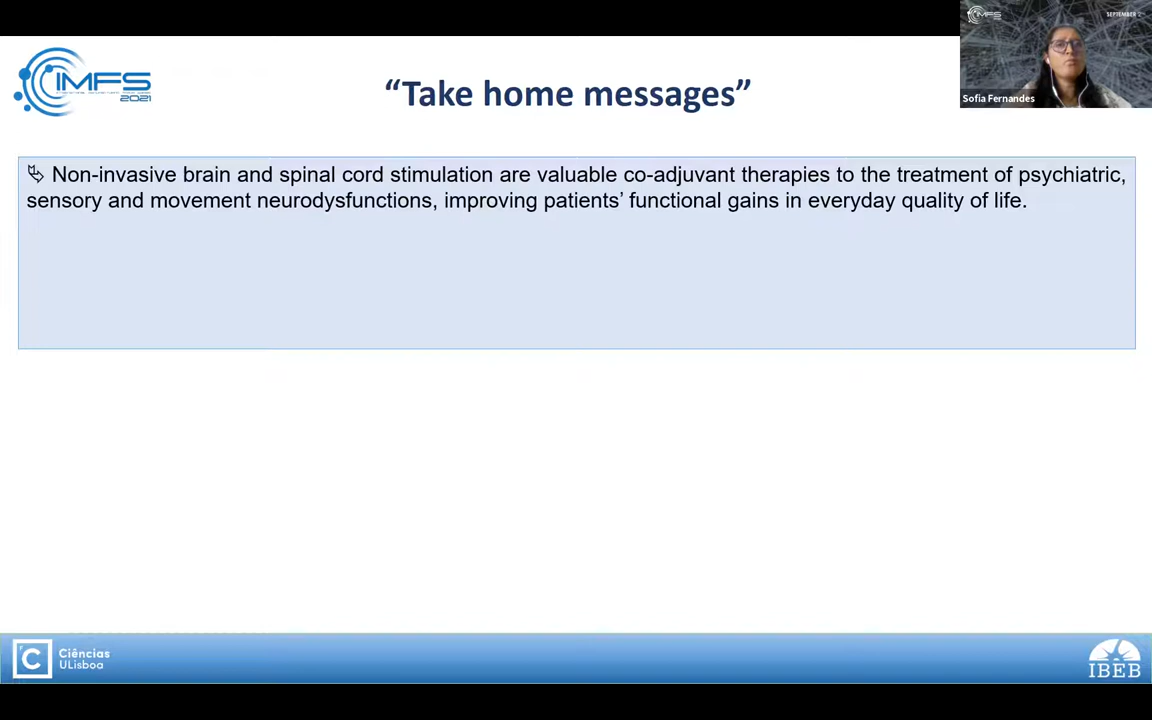 IMFS
SEPTEMBER
IMFS
2021
“Take home messages”
Sofia Fernandes
Non-invasive brain and spinal cord stimulation are valuable co-adjuvant therapies to the treatment of psychiatric,
sensory and movement neurodysfunctions, improving patients’ functional gains in everyday quality of life.
C
Ciências
ULisboa
IBEB